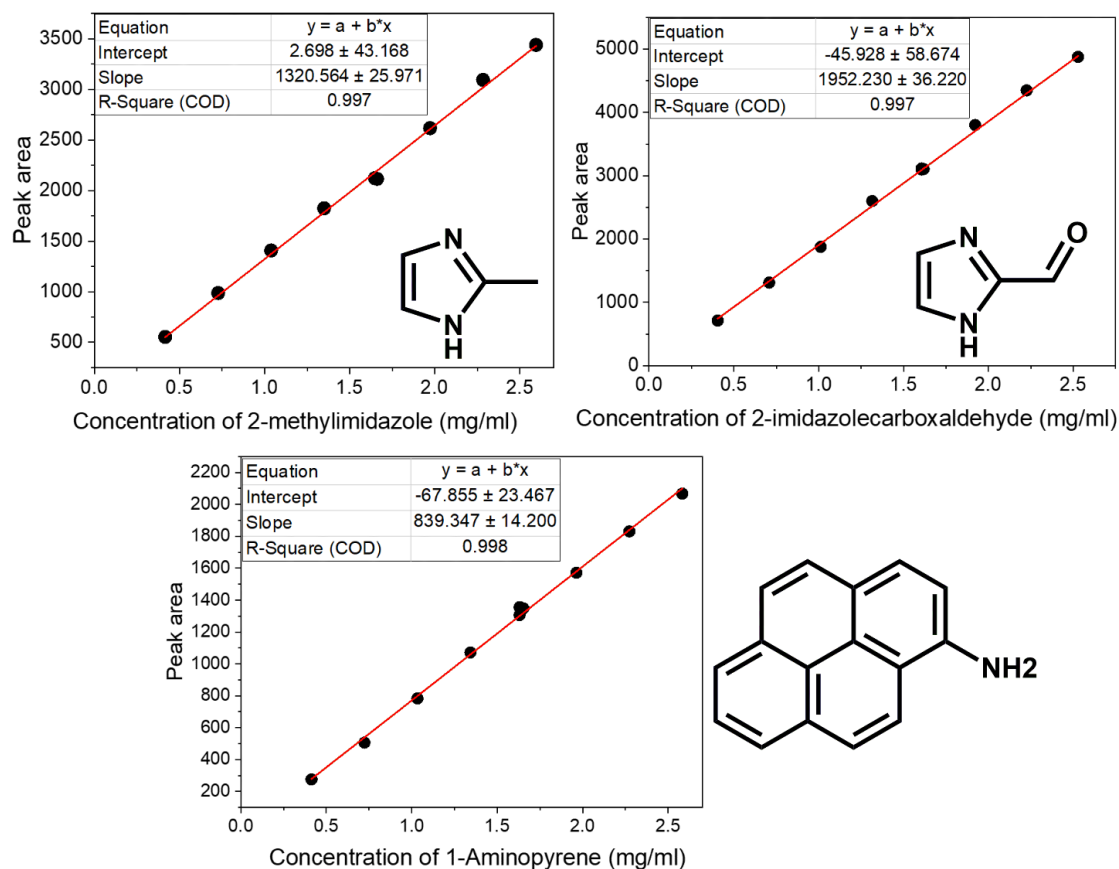 Equation y = a + b*x
Intercept 2.698 ± 43.168
Slope 1320.564 ± 25.971
R-Square (COD) 0.997
3500
3000
2500
2000
1500
1000
500
Peak area
0.0 0.5 1.0 1.5 2.0 2.5
Concentration of 2-methylimidazole (mg/ml)
N
N
H
Equation y = a + b*x
Intercept -45.928 ± 58.674
Slope 1952.230 ± 36.220
R-Square (COD) 0.997
5000
4000
3000
2000
1000
0
Peak area
0.0 0.5 1.0 1.5 2.0 2.5
Concentration of 2-imidazolecarboxaldehyde (mg/ml)
N
O
N
H
Equation y = a + b*x
Intercept -67.855 ± 23.467
Slope 839.347 ± 14.200
R-Square (COD) 0.998
2200
2000
1800
1600
1400
1200
1000
800
600
400
200
Peak area
0.0 0.5 1.0 1.5 2.0 2.5
Concentration of 1-Aminopyrene (mg/ml)
NH2